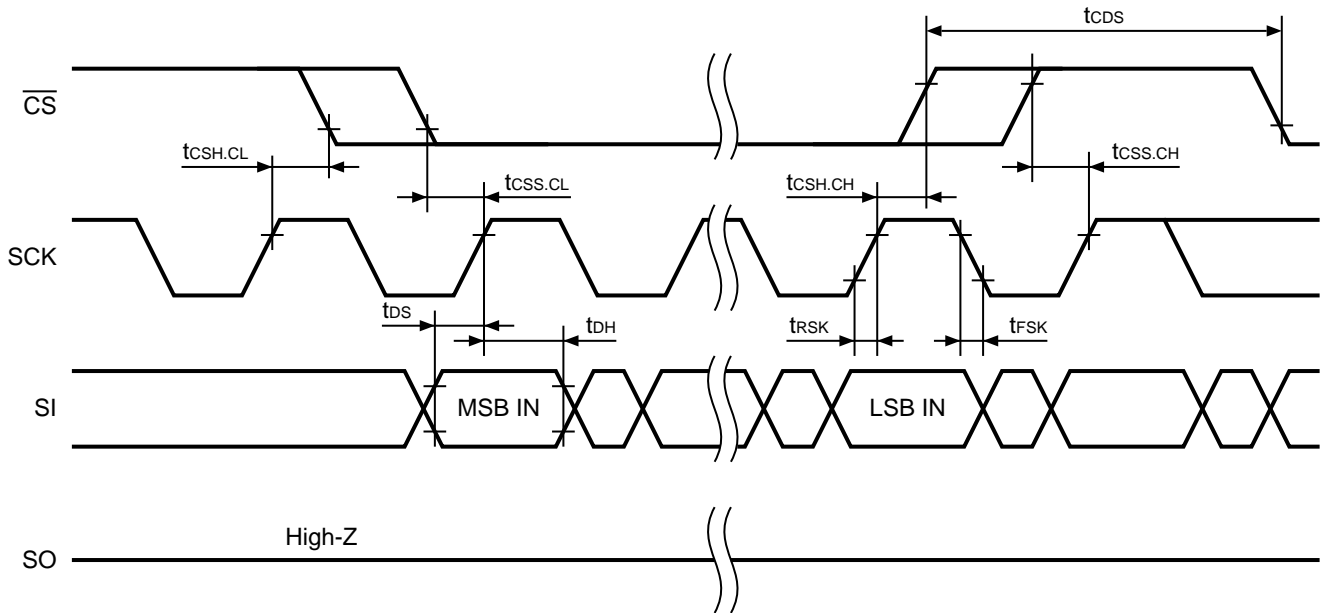 tCDS
CS
tCSH.CL
tCSS.CL
tCSH.CH
tCSS.CH
SCK
tDS
tDH
tRSK
tFSK
SI
MSB IN
LSB IN
High-Z
SO